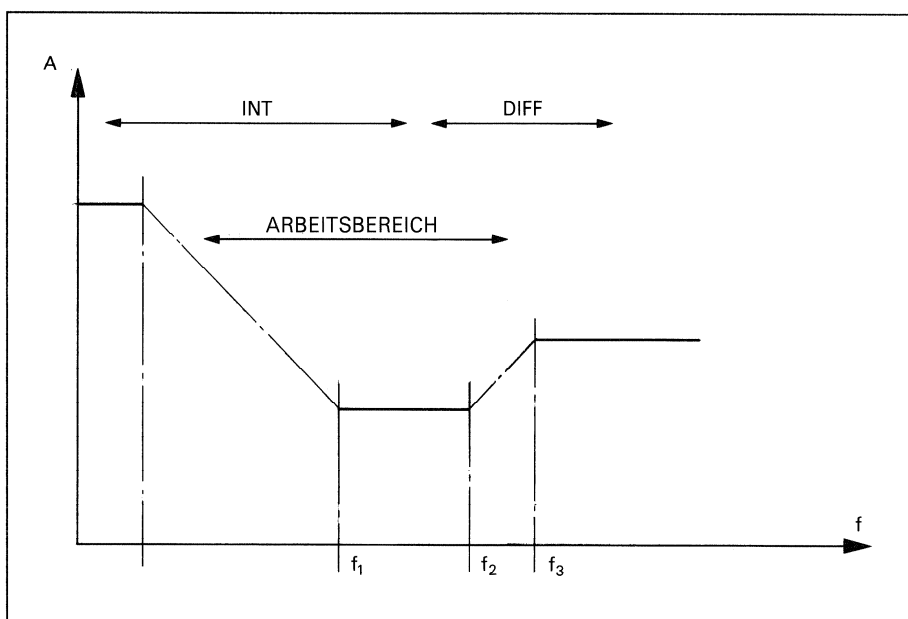 A
INT
DIFF
ARBEITSBEREICH
f
f₁
f₂
f₃